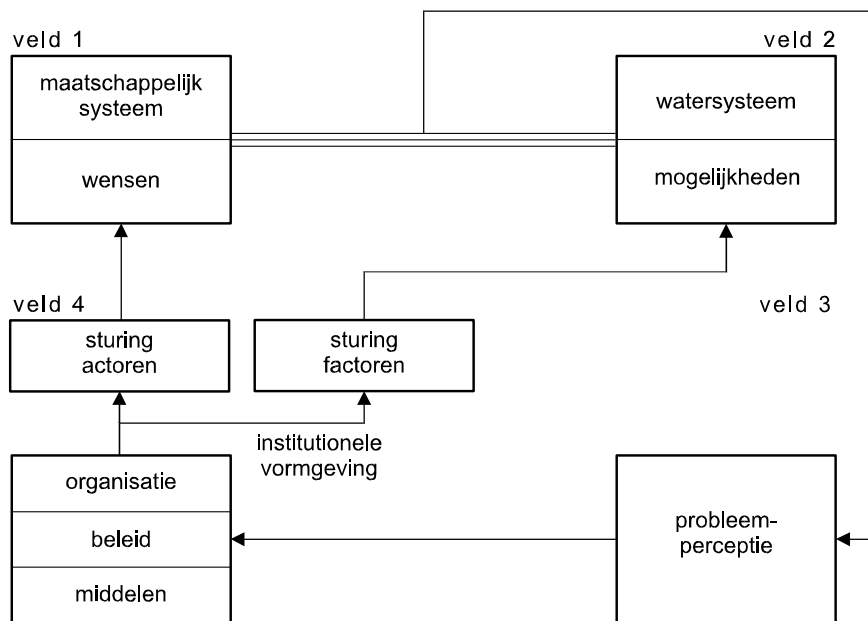 veld 1
veld 2
maatschappelijk
systeem
wensen
watersysteem
mogelijkheden
veld 4
veld 3
sturing
actoren
sturing
factoren
institutionele
vormgeving
organisatie
beleid
middelen
probleem-
perceptie